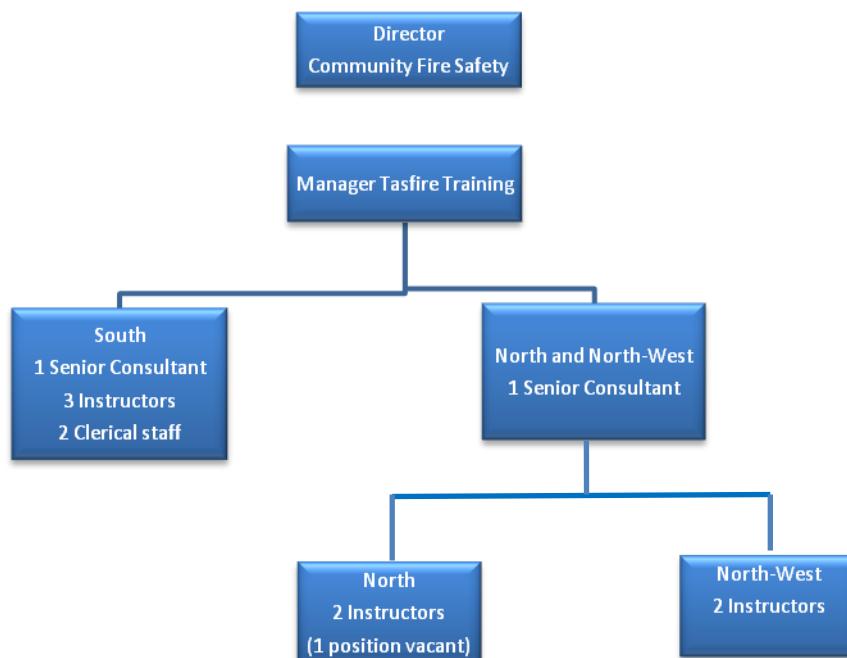 Director
Community Fire Safety
Manager Tasfire Training
South
1 Senior Consultant
3 Instructors
2 Clerical staff
North and North-West
1 Senior Consultant
North
2 Instructors
(1 position vacant)
North-West
2 Instructors